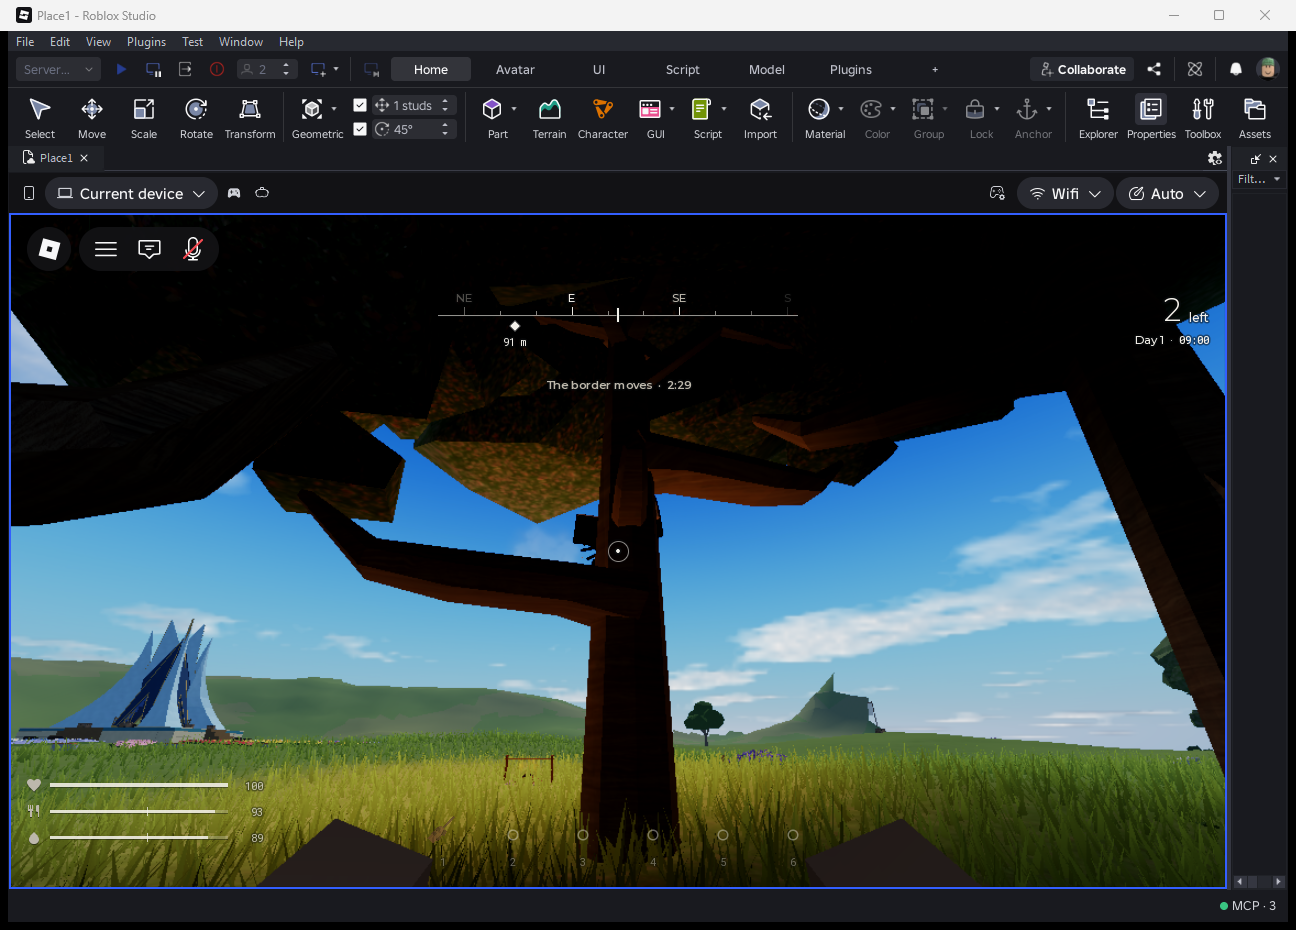 Place1 - Roblox Studio
File Edit View Plugins Test Window Help
Server... 2 Home Avatar UI Script Model Plugins + Collaborate
1 studs
45°
Select Move Scale Rotate Transform Geometric Part Terrain Character GUI Script Import Material Color Group Lock Anchor Explorer Properties Toolbox Assets
Place1
Filt...
Current device Wifi Auto
NE E SE S
2 left
91 m
Day 1 · 09:00
The border moves · 2:29
100
93
89
1 2 3 4 5 6
MCP · 3